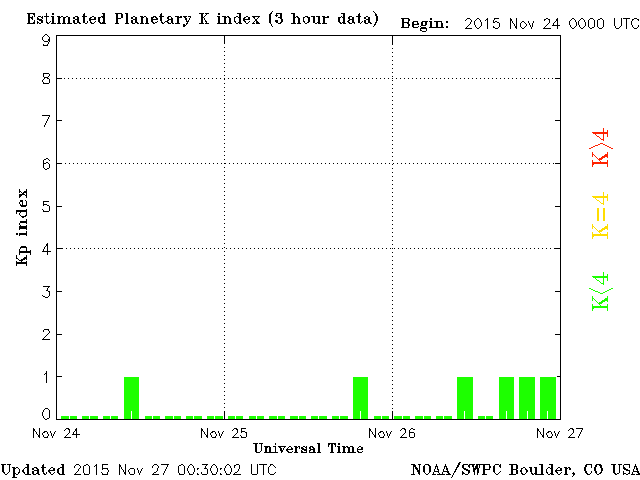 Estimated Planetary K index (3 hour data)
Begin: 2015 Nov 24 0000 UTC
9
8
7
6
5
4
3
2
1
0
Kp index
K>4
K=4
K<4
Nov 24
Nov 25
Nov 26
Nov 27
Universal Time
Updated 2015 Nov 27 00:30:02 UTC
NOAA/SWPC Boulder, CO USA